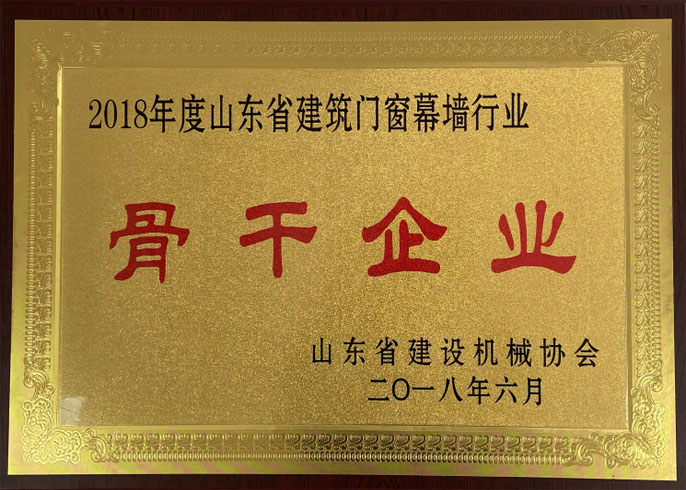 2018年度山东省建筑门窗幕墙行业
骨干企业
山东省建设机械协会
二〇一八年六月